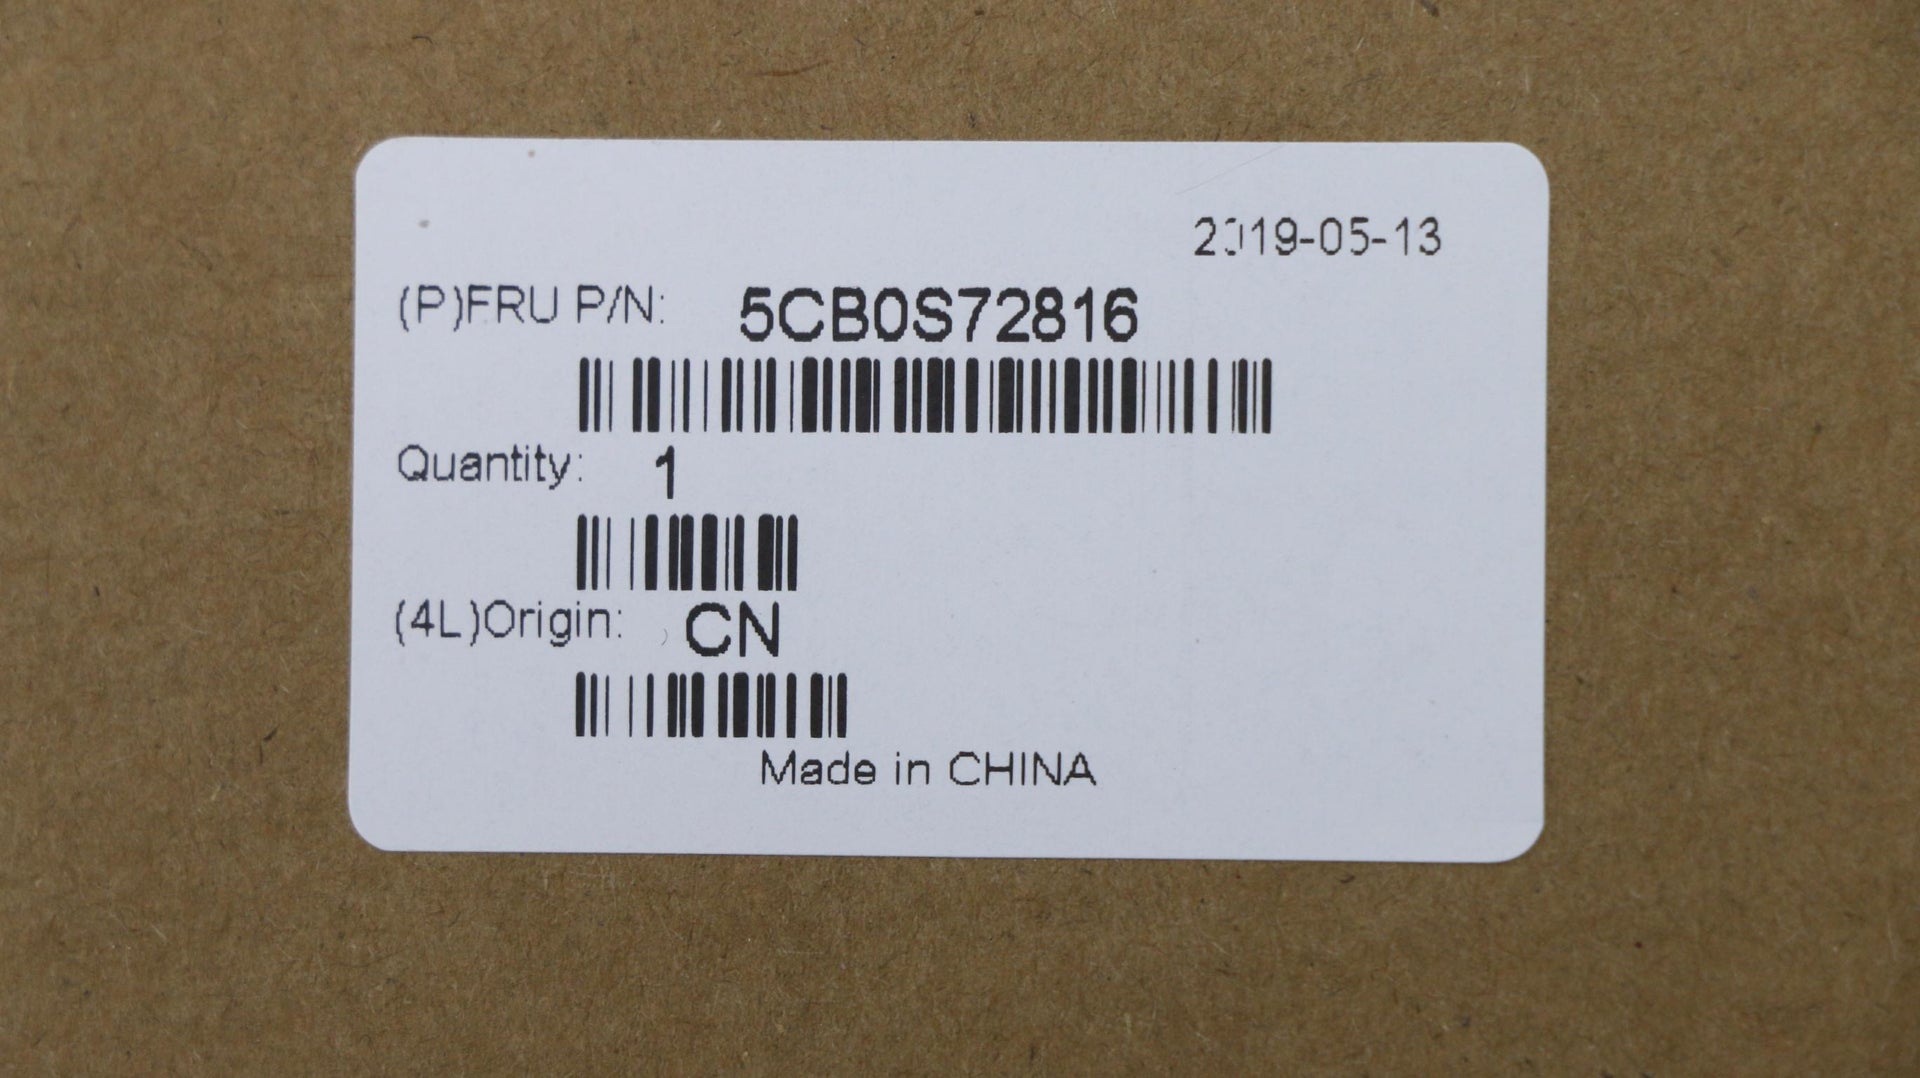 2019-05-13
(P)FRU P/N: 5CB0S72816
Quantity: 1
(4L)Origin: CN
Made in CHINA